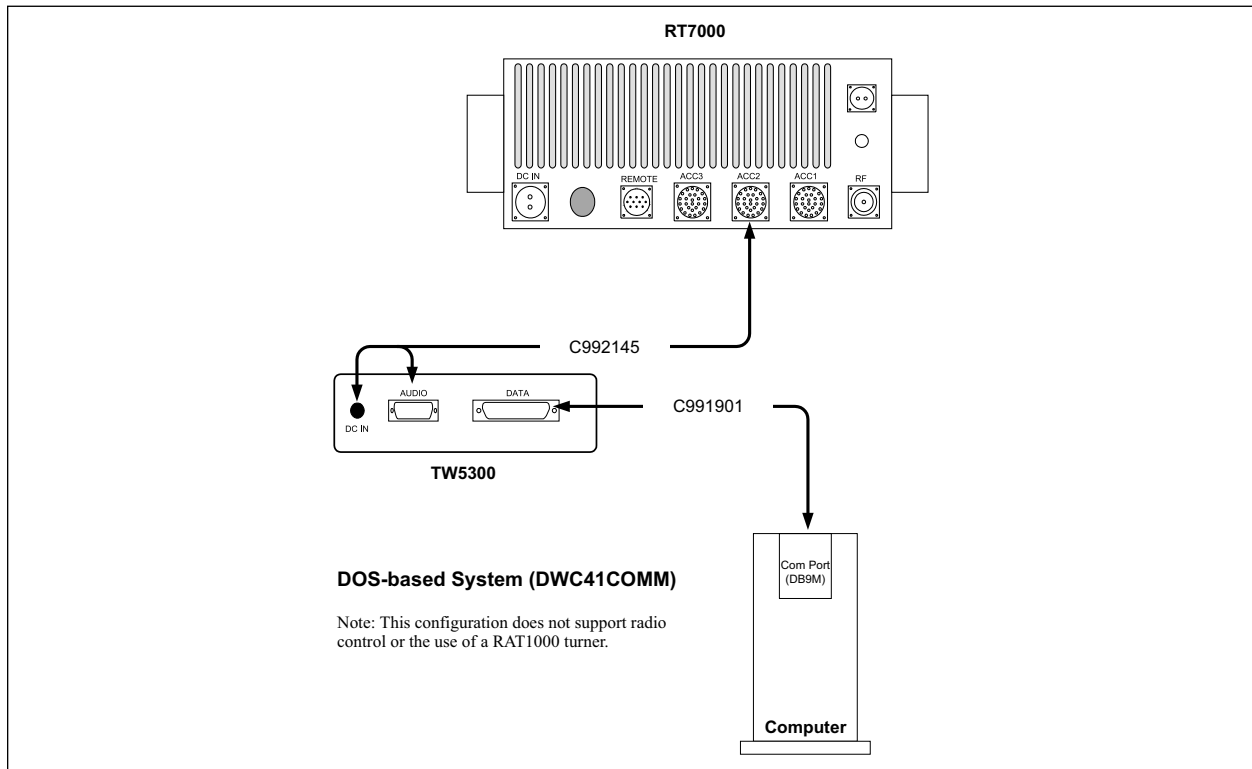 RT7000
DC IN
REMOTE
ACC3
ACC2
ACC1
RF
C992145
AUDIO
DATA
DC IN
C991901
TW5300
DOS-based System (DWC41COMM)
Note: This configuration does not support radio
control or the use of a RAT1000 turner.
Com Port
(DB9M)
Computer